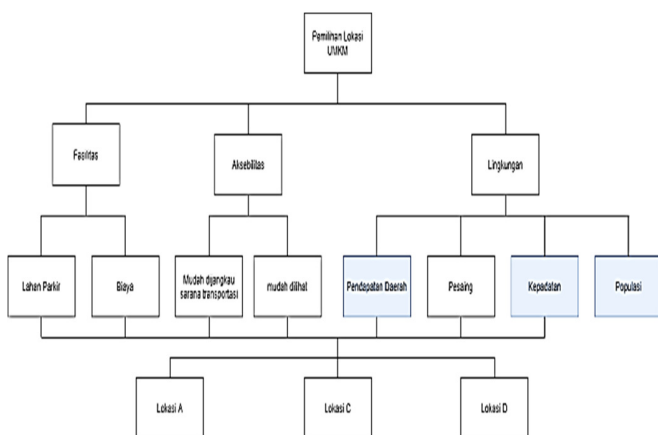 Pemilihan Lokasi
UMKM
Fasilitas
Aksebilitas
Lingkungan
Lahan Parkir
Biaya
Mudah dijangkau
sarana transportasi
mudah dilihat
Pendapatan Daerah
Pesaing
Kepadatan
Populasi
Lokasi A
Lokasi C
Lokasi D